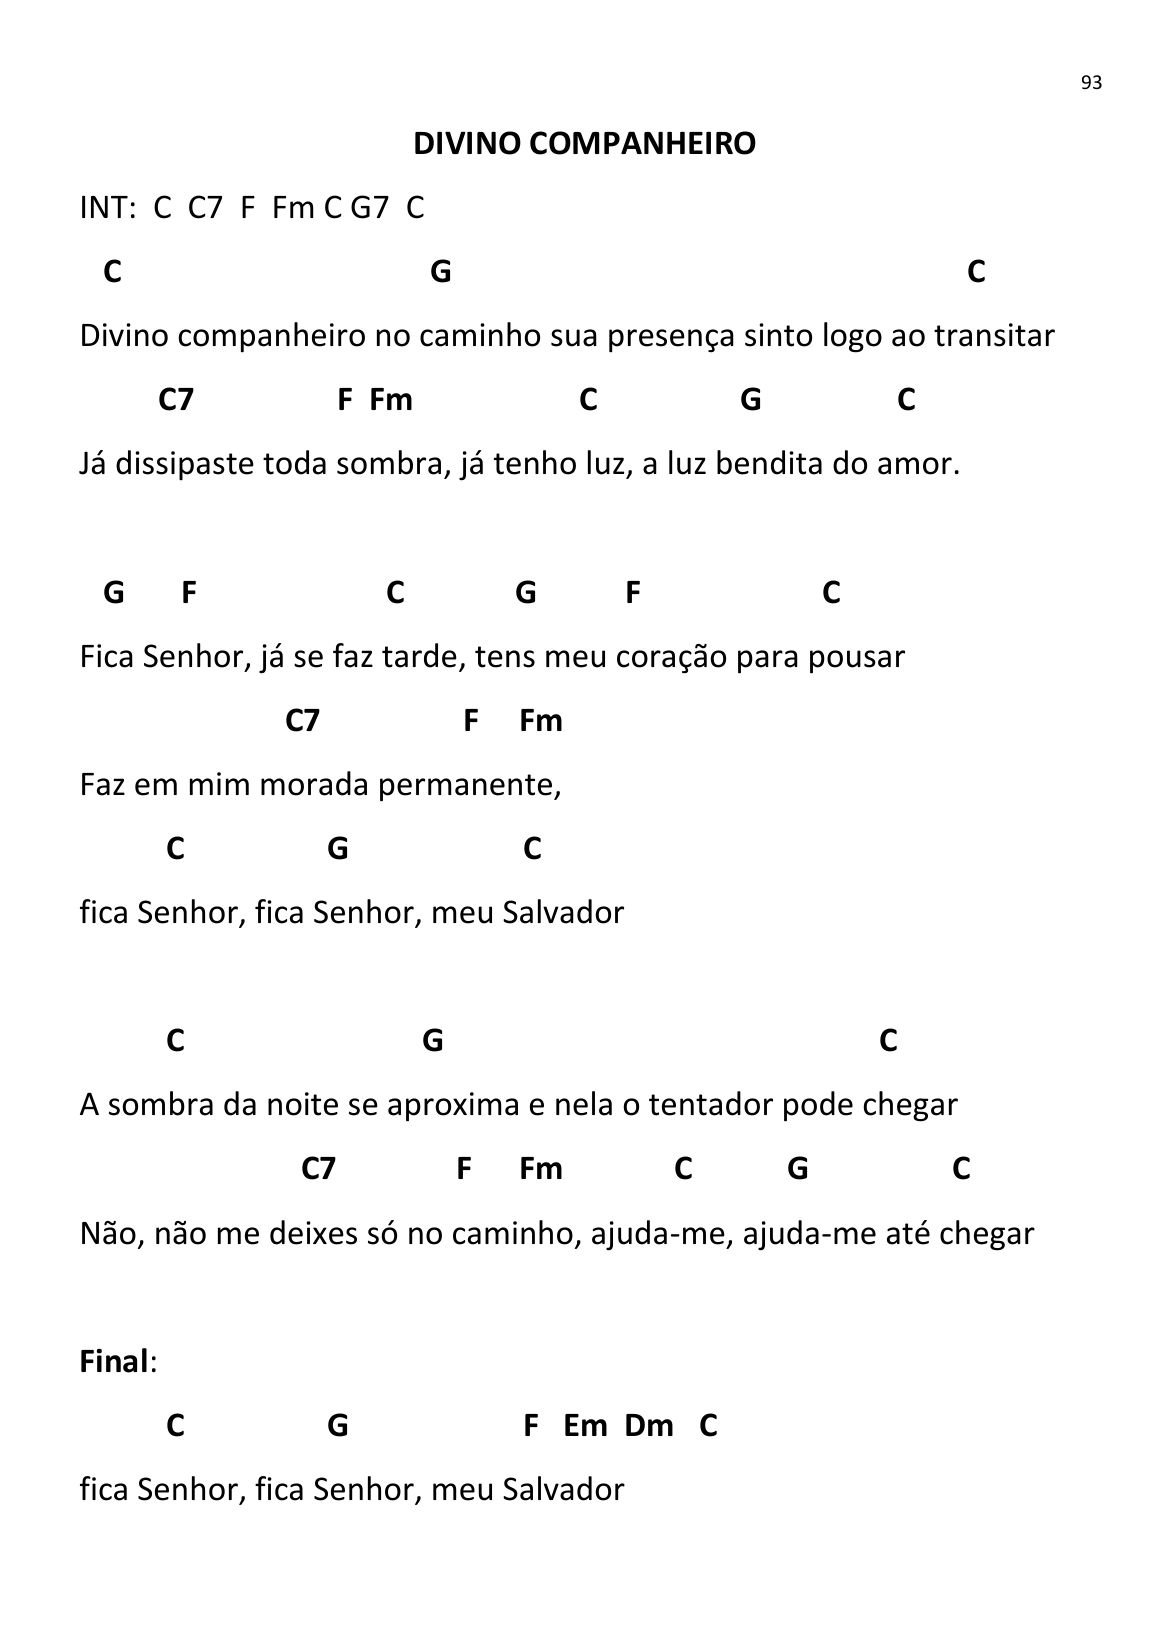 93
DIVINO COMPANHEIRO
INT: C C7 F Fm C G7 C
C G C
Divino companheiro no caminho sua presença sinto logo ao transitar
C7 F Fm C G C
Já dissipaste toda sombra, já tenho luz, a luz bendita do amor.
G F C G F C
Fica Senhor, já se faz tarde, tens meu coração para pousar
C7 F Fm
Faz em mim morada permanente,
C G C
fica Senhor, fica Senhor, meu Salvador
C G C
A sombra da noite se aproxima e nela o tentador pode chegar
C7 F Fm C G C
Não, não me deixes só no caminho, ajuda-me, ajuda-me até chegar
Final:
C G F Em Dm C
fica Senhor, fica Senhor, meu Salvador